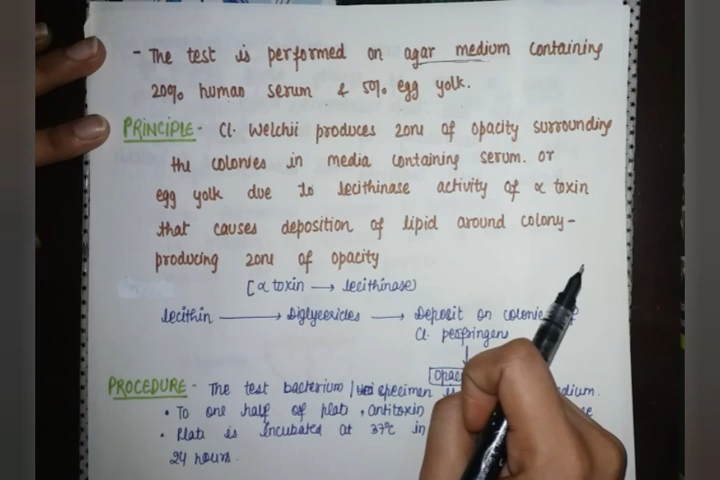 - The test is performed on agar medium containing
20% human serum & 50% egg yolk.
PRINCIPLE - Cl. Welchii produces zone of opacity surrounding
the colonies in media containing serum. or
egg yolk due to lecithinase activity of α toxin
that causes deposition of lipid around colony -
producing zone of opacity
[α toxin → lecithinase)
lecithin → Diglycerides → Deposit on colonie
Cl. perfringens
opac
PROCEDURE - The test bacterium / specimen dium.
• To one half of plate, antitoxin
• Plate is incubated at 37°C in
24 hours.